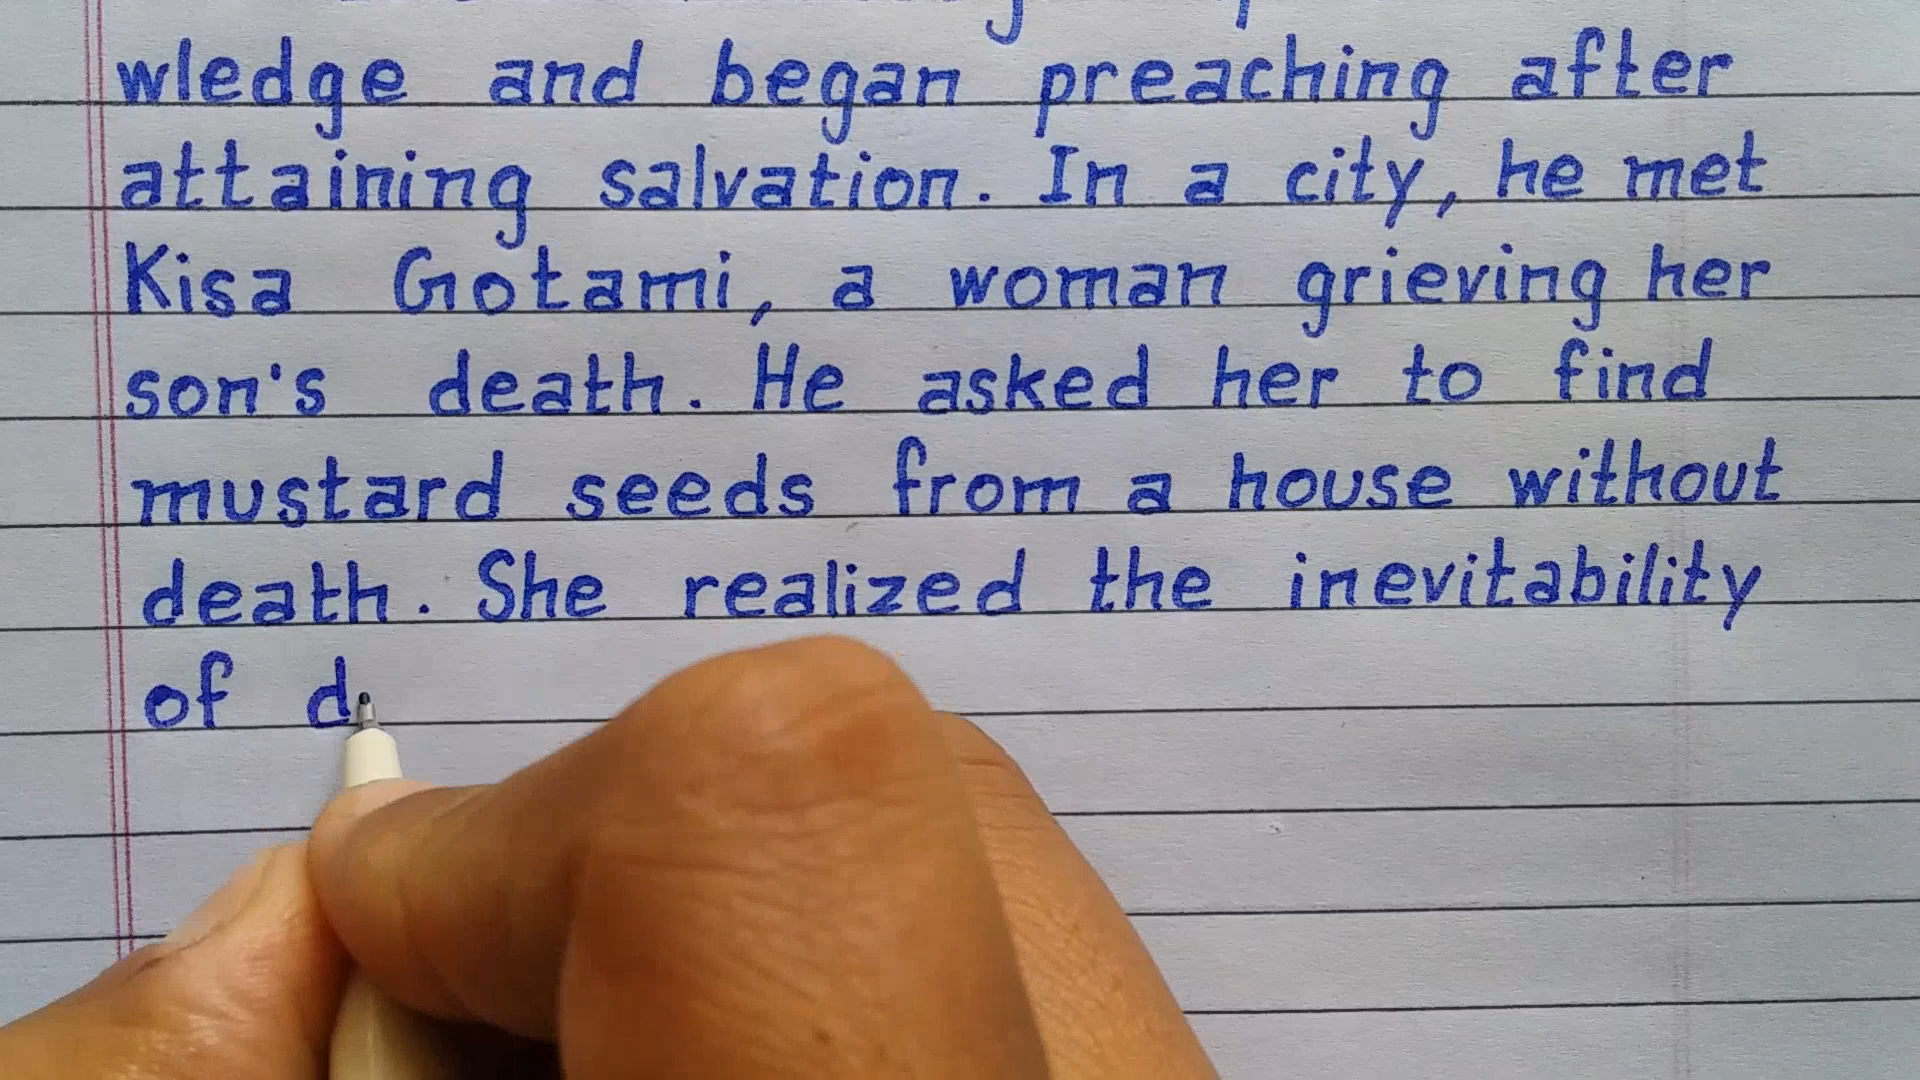 wledge and began preaching after
attaining salvation. In a city, he met
Kisa Gotami, a woman grieving her
son's death. He asked her to find
mustard seeds from a house without
death. She realized the inevitability
of d